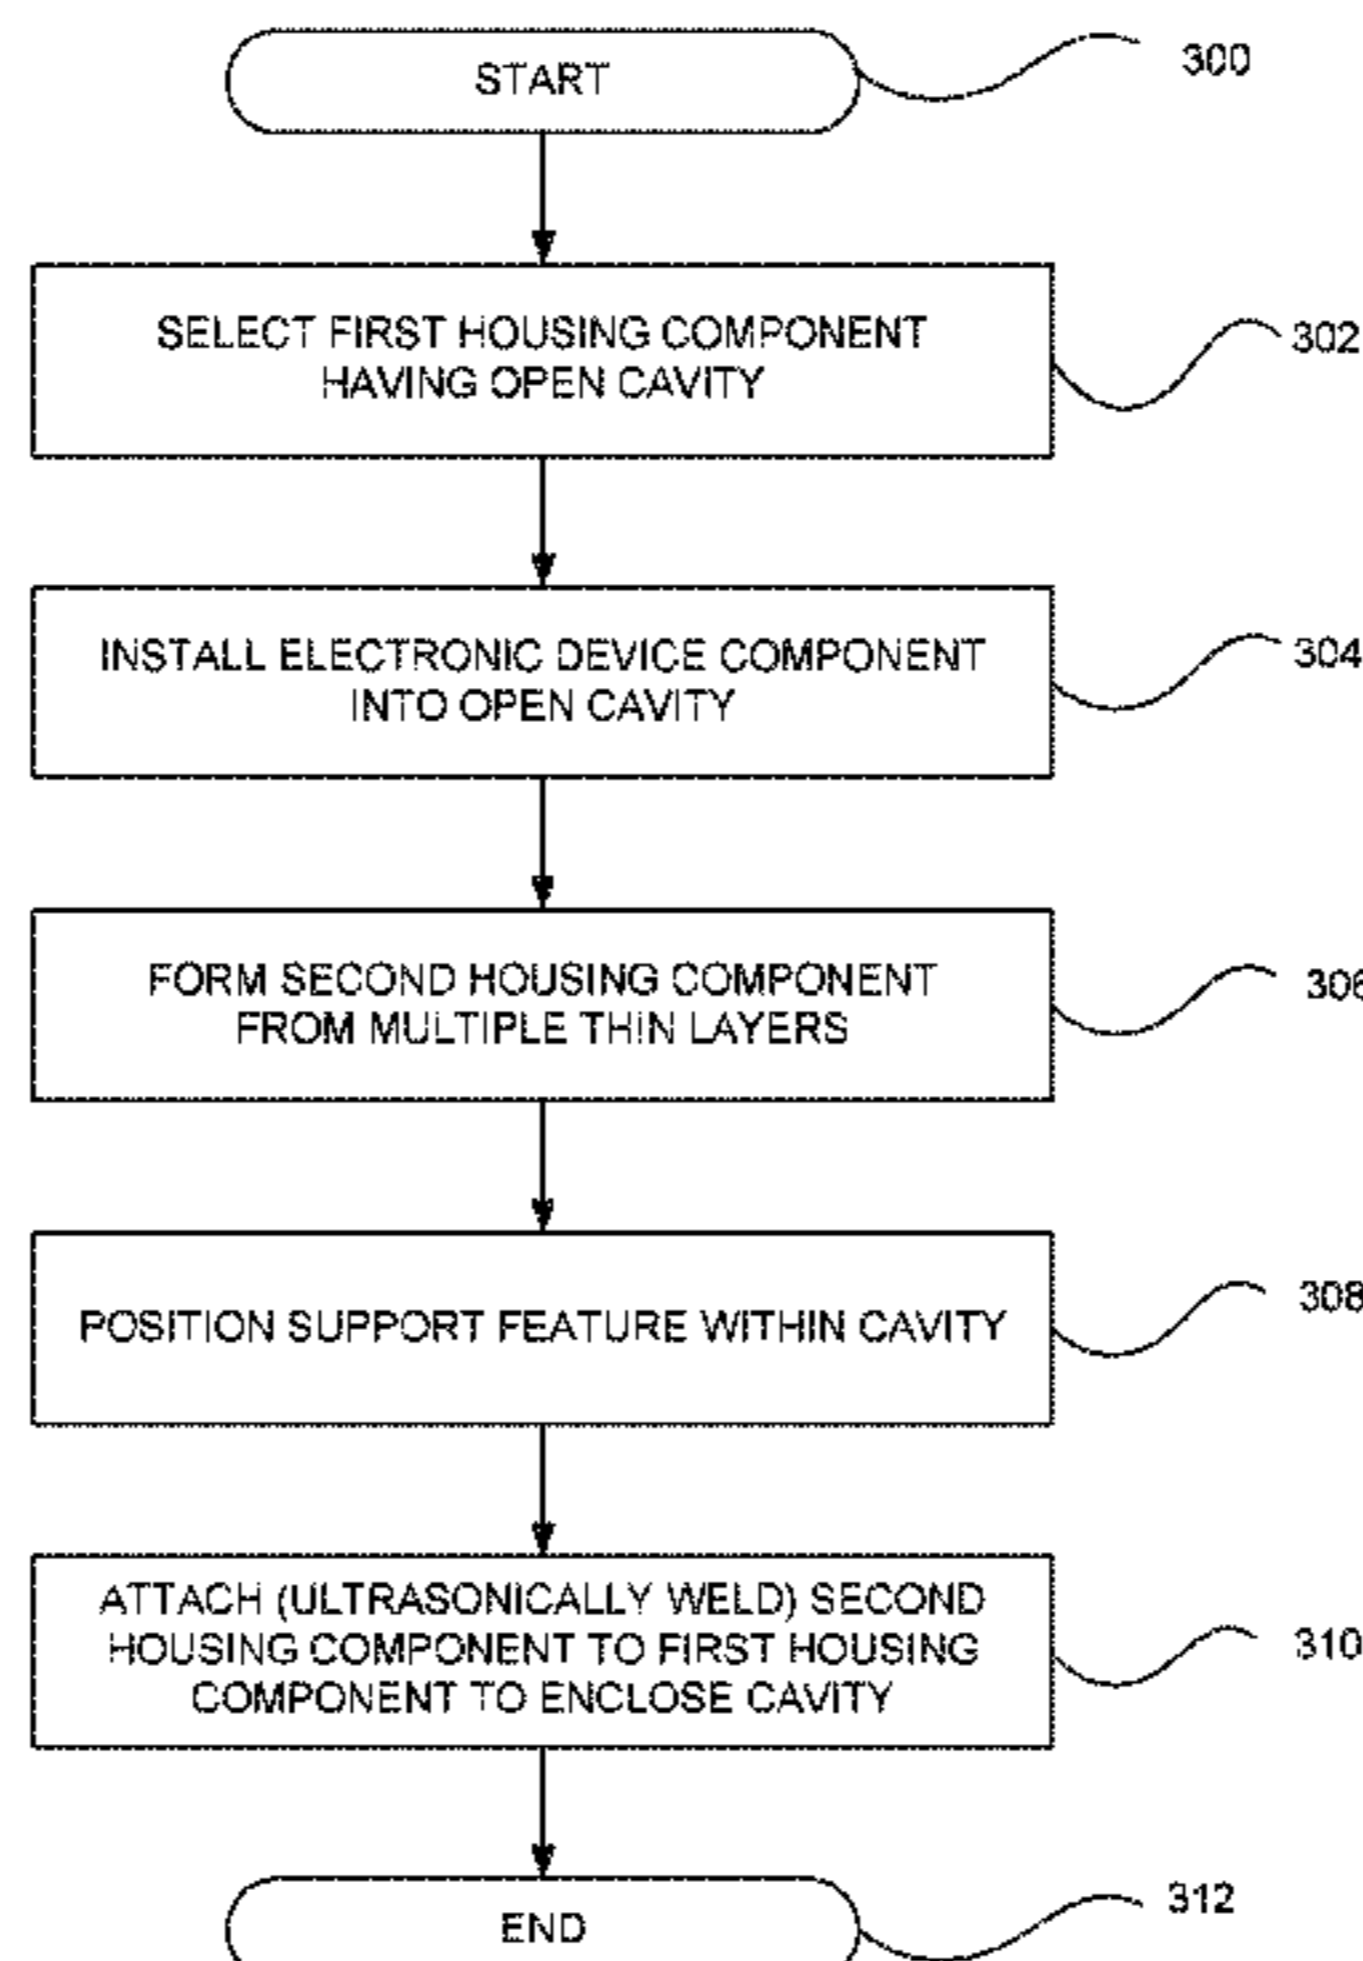 START
300
SELECT FIRST HOUSING COMPONENT
HAVING OPEN CAVITY
302
INSTALL ELECTRONIC DEVICE COMPONENT
INTO OPEN CAVITY
304
FORM SECOND HOUSING COMPONENT
FROM MULTIPLE THIN LAYERS
306
POSITION SUPPORT FEATURE WITHIN CAVITY
308
ATTACH (ULTRASONICALLY WELD) SECOND
HOUSING COMPONENT TO FIRST HOUSING
COMPONENT TO ENCLOSE CAVITY
310
END
312